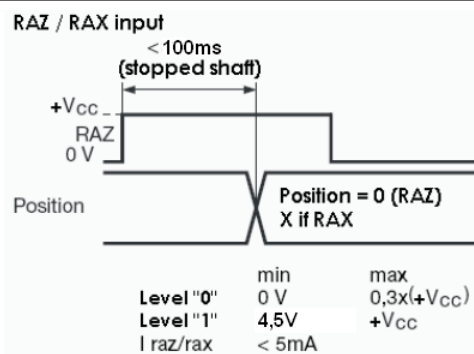 RAZ / RAX input
<100ms
(stopped shaft)
+Vcc
RAZ
0 V
Position
Position = 0 (RAZ)
X if RAX
min max
Level "0" 0 V 0,3x(+Vcc)
Level "1" 4,5V +Vcc
I raz/rax < 5mA